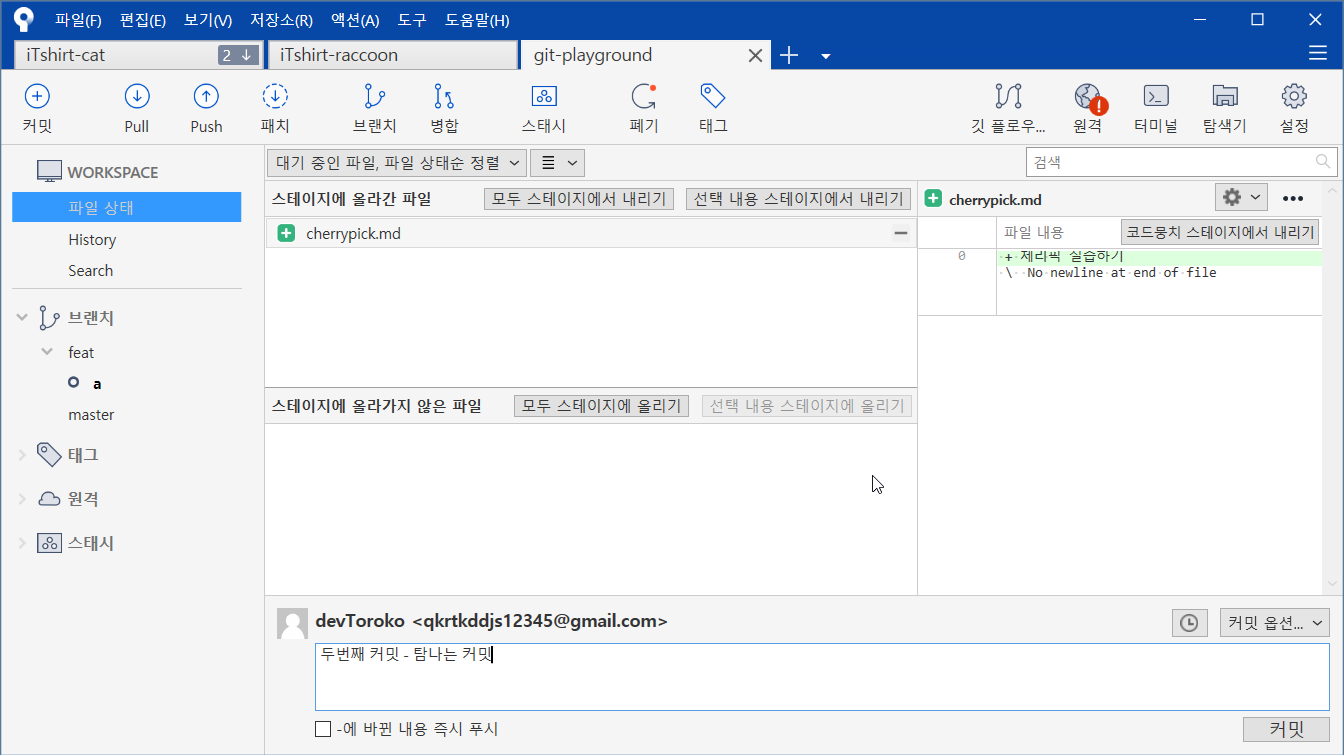 파일(F) 편집(E) 보기(V) 저장소(R) 액션(A) 도구 도움말(H)
iTshirt-cat 2 iTshirt-raccoon git-playground
커밋 Pull Push 패치 브랜치 병합 스태시 폐기 태그 깃 플로우... 원격 터미널 탐색기 설정
WORKSPACE
파일 상태
History
Search
브랜치
feat
a
master
태그
원격
스태시
대기 중인 파일, 파일 상태순 정렬
검색
스테이지에 올라간 파일 모두 스테이지에서 내리기 선택 내용 스테이지에서 내리기
cherrypick.md
스테이지에 올라가지 않은 파일 모두 스테이지에 올리기 선택 내용 스테이지에 올리기
cherrypick.md
파일 내용 코드뭉치 스테이지에서 내리기
0 + 체리픽 실습하기
\ No newline at end of file
devToroko <qkrtkddjs12345@gmail.com>
커밋 옵션...
두번째 커밋 - 탐나는 커밋
-에 바뀐 내용 즉시 푸시
커밋